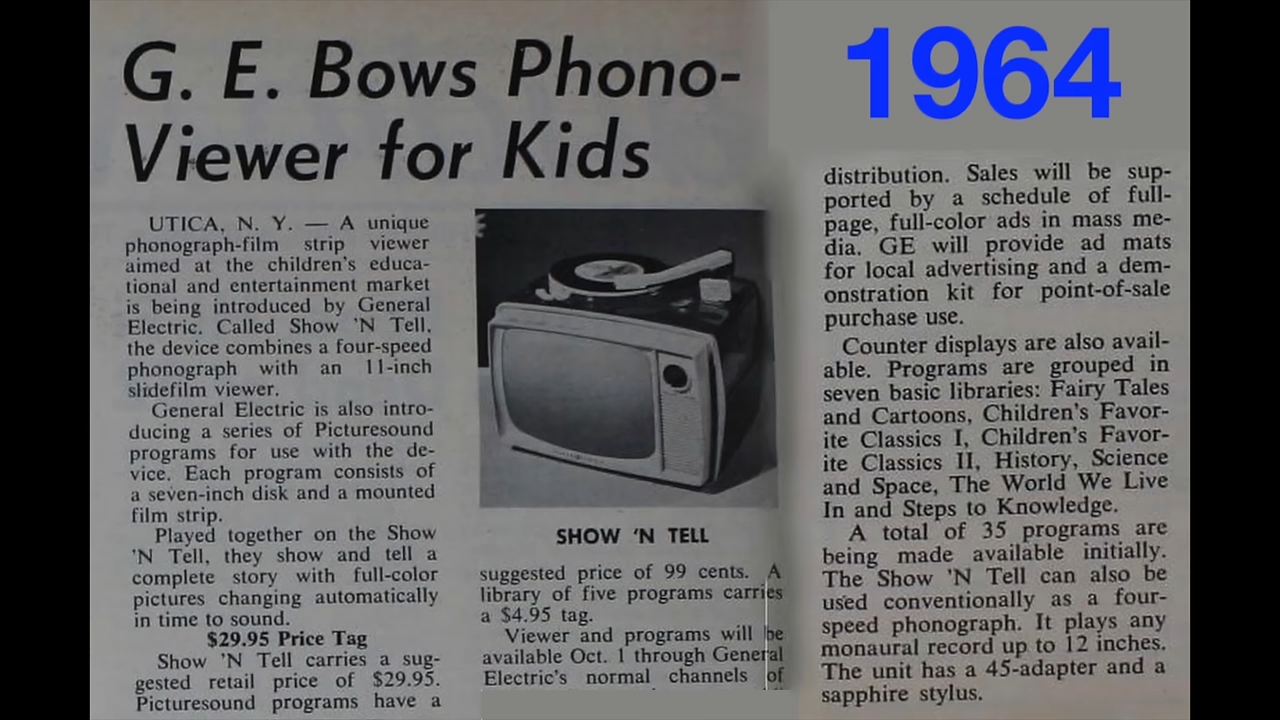 G. E. Bows Phono-
Viewer for Kids
1964
UTICA, N. Y. — A unique
phonograph-film strip viewer
aimed at the children's educa-
tional and entertainment market
is being introduced by General
Electric. Called Show 'N Tell,
the device combines a four-speed
phonograph with an 11-inch
slidefilm viewer.
General Electric is also intro-
ducing a series of Picturesound
programs for use with the de-
vice. Each program consists of
a seven-inch disk and a mounted
film strip.
Played together on the Show
'N Tell, they show and tell a
complete story with full-color
pictures changing automatically
in time to sound.
$29.95 Price Tag
Show 'N Tell carries a sug-
gested retail price of $29.95.
Picturesound programs have a
SHOW 'N TELL
suggested price of 99 cents. A
library of five programs carries
a $4.95 tag.
Viewer and programs will be
available Oct. 1 through General
Electric's normal channels of
distribution. Sales will be sup-
ported by a schedule of full-
page, full-color ads in mass me-
dia. GE will provide ad mats
for local advertising and a dem-
onstration kit for point-of-sale
purchase use.
Counter displays are also avail-
able. Programs are grouped in
seven basic libraries: Fairy Tales
and Cartoons, Children's Favor-
ite Classics I, Children's Favor-
ite Classics II, History, Science
and Space, The World We Live
In and Steps to Knowledge.
A total of 35 programs are
being made available initially.
The Show 'N Tell can also be
used conventionally as a four-
speed phonograph. It plays any
monaural record up to 12 inches.
The unit has a 45-adapter and a
sapphire stylus.